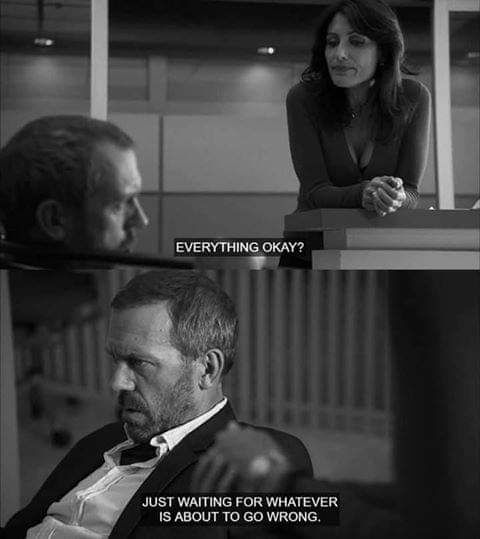 EVERYTHING OKAY?
JUST WAITING FOR WHATEVER
IS ABOUT TO GO WRONG.